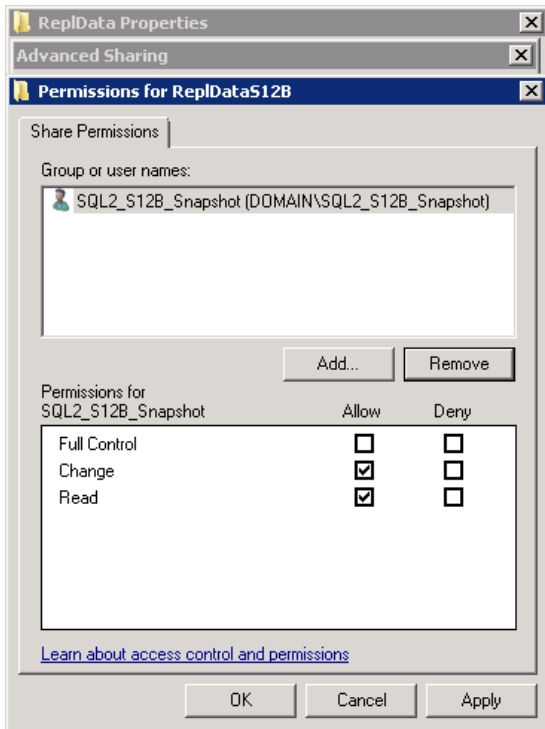 ReplData Properties
Advanced Sharing
Permissions for ReplDataS12B
Share Permissions
Group or user names:
SQL2_S12B_Snapshot (DOMAIN\SQL2_S12B_Snapshot)
Add... Remove
Permissions for
SQL2_S12B_Snapshot Allow Deny
Full Control
Change
Read
Learn about access control and permissions
OK Cancel Apply